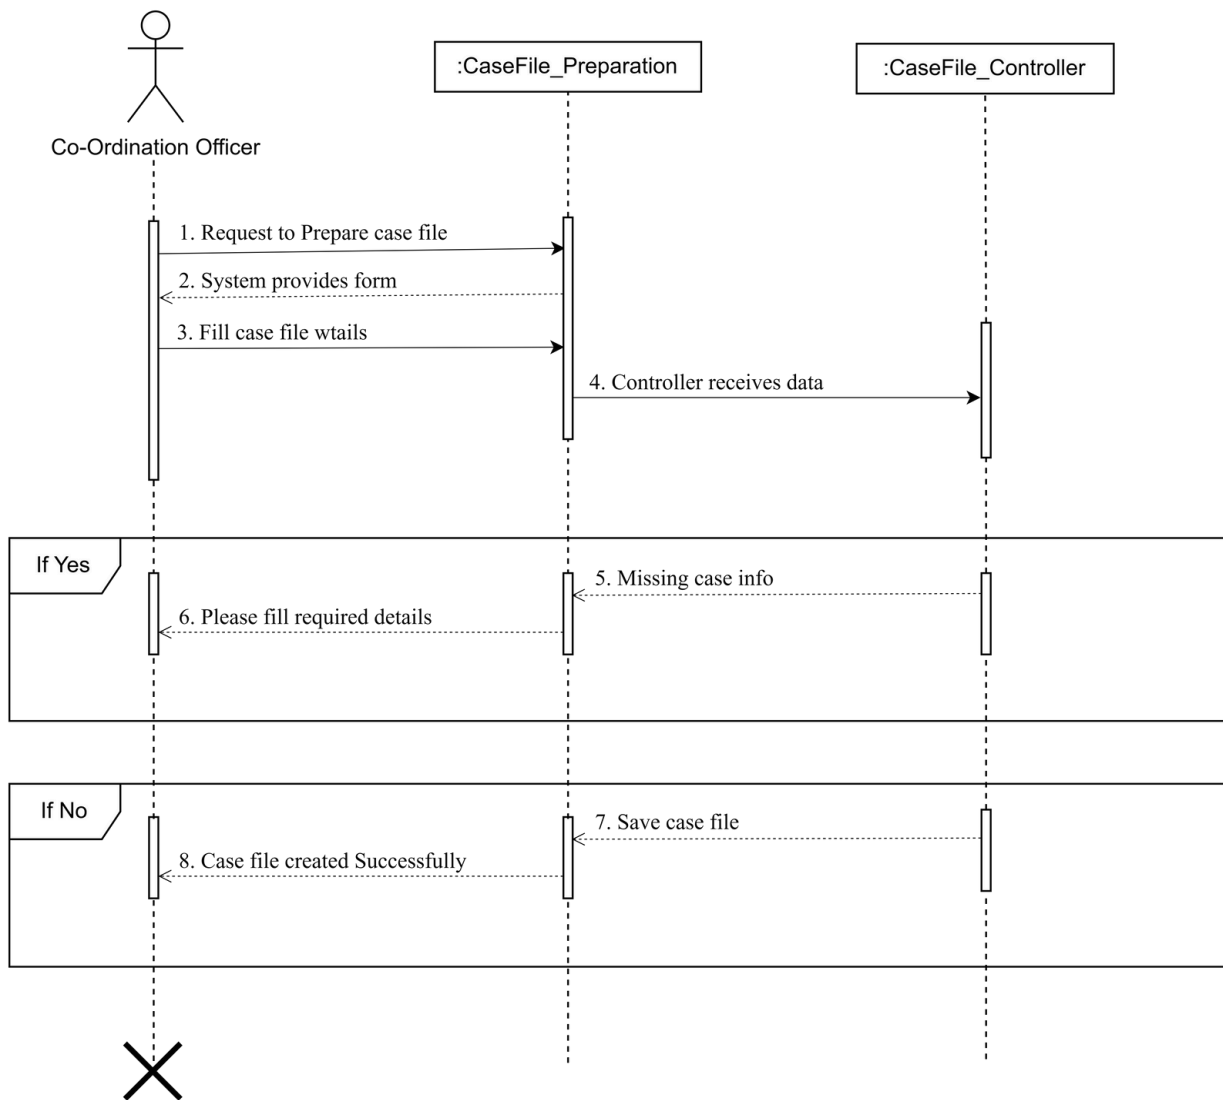 :CaseFile_Preparation
:CaseFile_Controller
Co-Ordination Officer
1. Request to Prepare case file
2. System provides form
3. Fill case file wtails
4. Controller receives data
If Yes
5. Missing case info
6. Please fill required details
If No
7. Save case file
8. Case file created Successfully